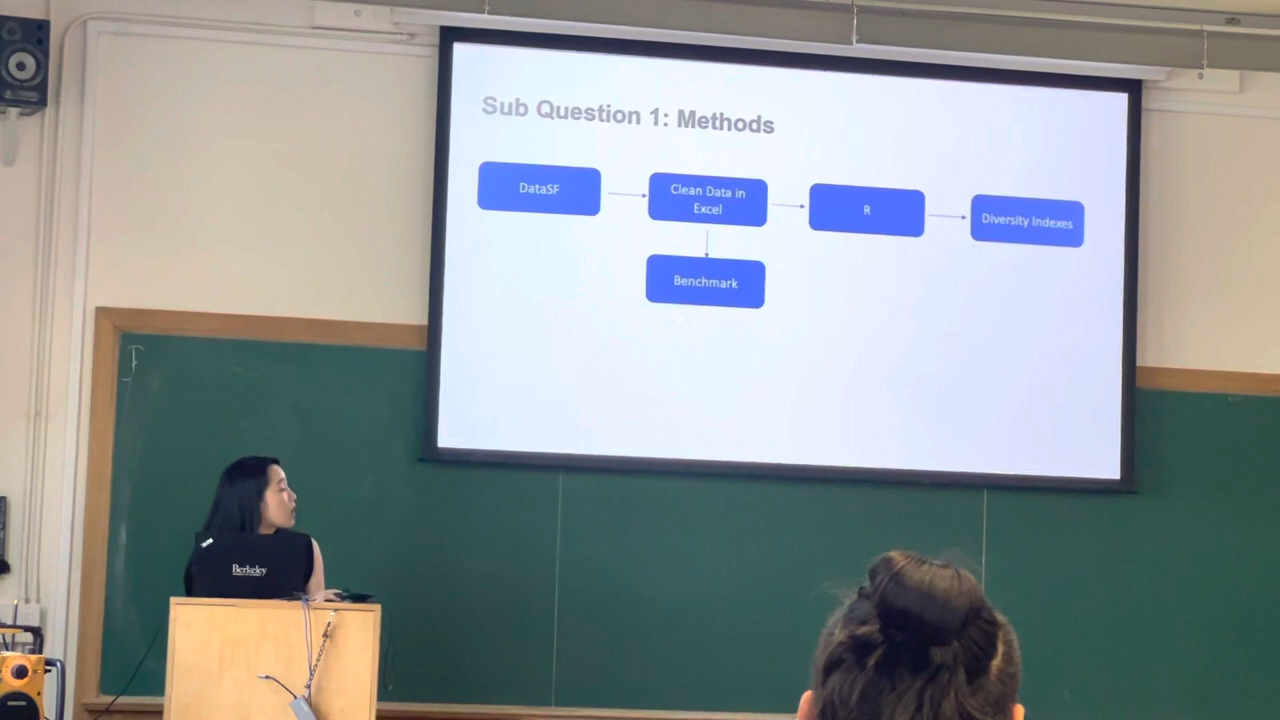 Sub Question 1: Methods
DataSF
Clean Data in
Excel
R
Diversity Indexes
Benchmark
Berkeley